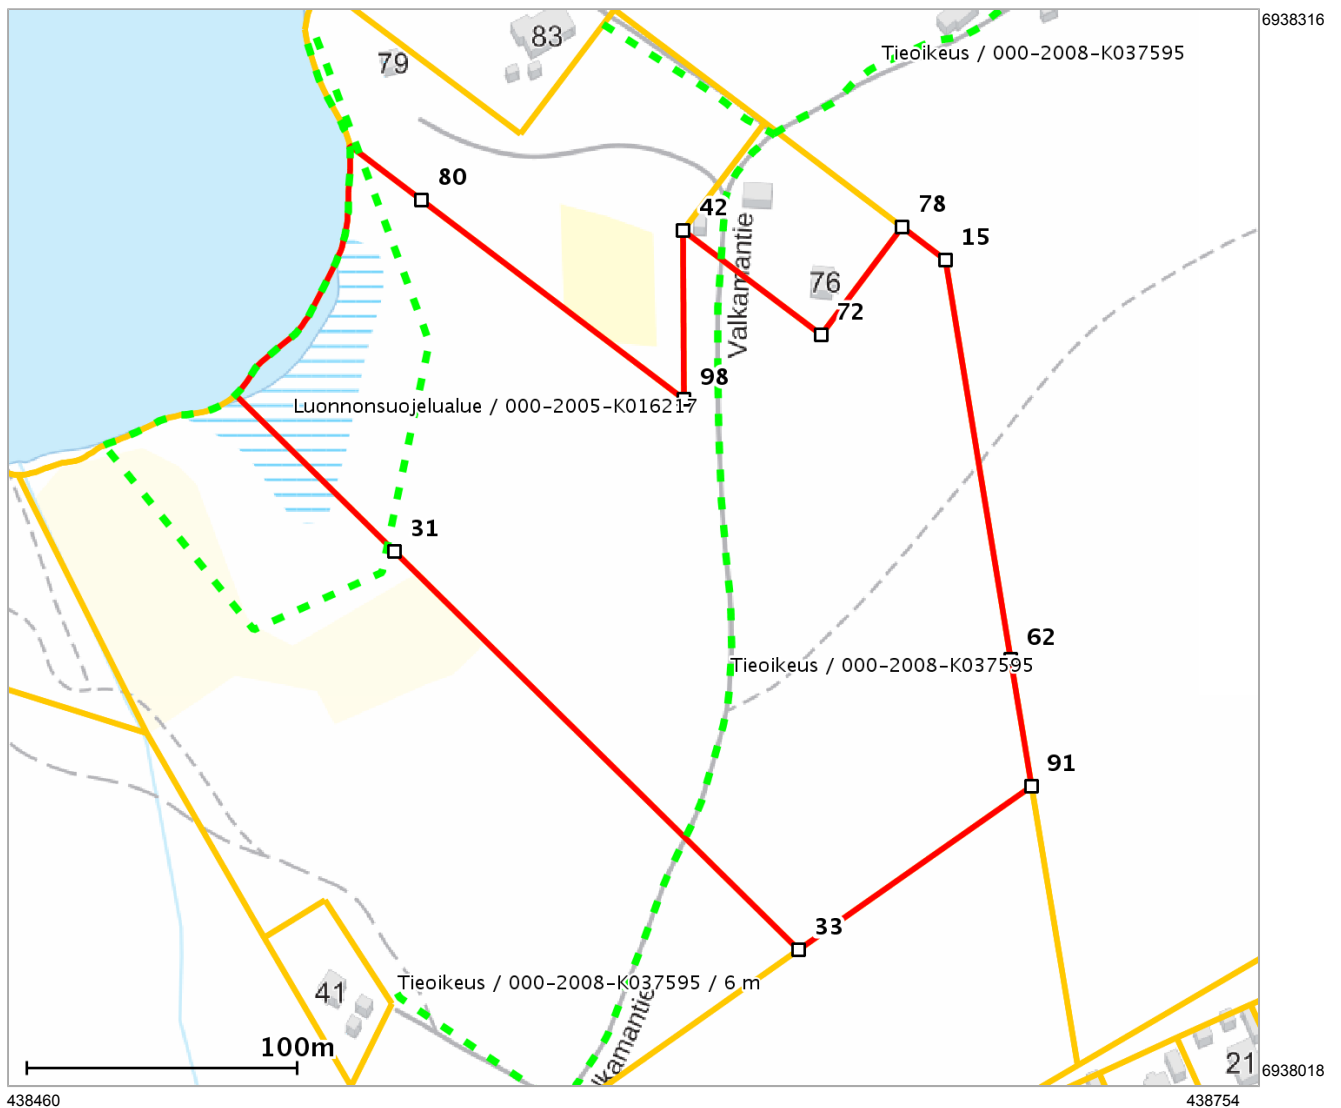 6938316
83
79
Tieoikeus / 000-2008-K037595
80
42
78
15
Valkamantie
76
72
98
Luonnonsuojelualue / 000-2005-K016217
31
62
Tieoikeus / 000-2008-K037595
91
33
Tieoikeus / 000-2008-K037595 / 6 m
41
lkamantie
100m
21
6938018
438460
438754